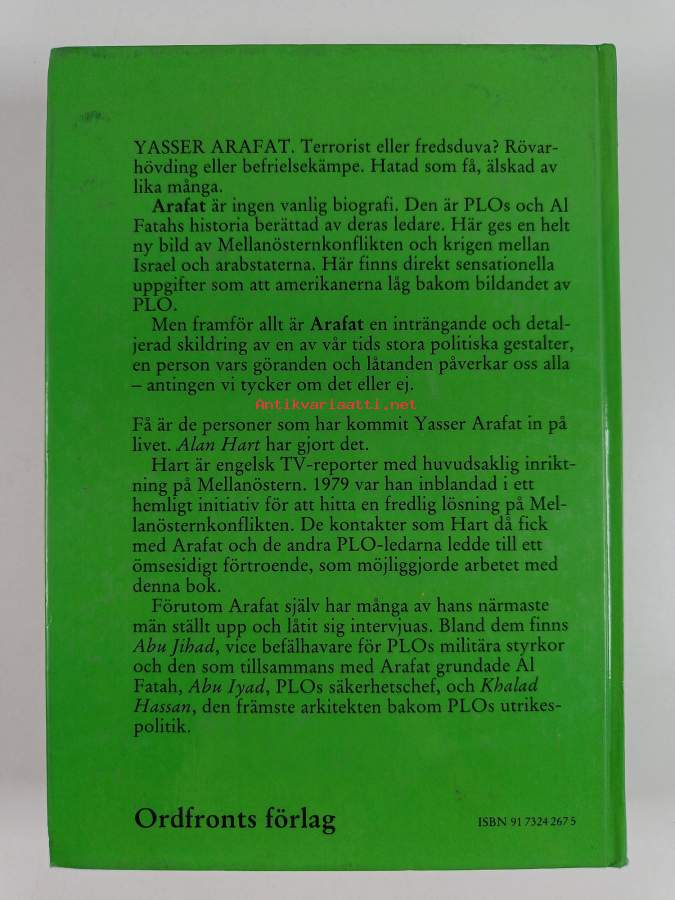 YASSER ARAFAT. Terrorist eller fredsduva? Rövar-
hövding eller befrielsekämpe. Hatad som få, älskad av
lika många.
Arafat är ingen vanlig biografi. Den är PLOs och Al
Fatahs historia berättad av deras ledare. Här ges en helt
ny bild av Mellanösternkonflikten och krigen mellan
Israel och arabstaterna. Här finns direkt sensationella
uppgifter som att amerikanerna låg bakom bildandet av
PLO.
Men framför allt är Arafat en inträngande och detal-
jerad skildring av en av vår tids stora politiska gestalter,
en person vars göranden och låtanden påverkar oss alla
– antingen vi tycker om det eller ej.
Antikvariaatti.net
Få är de personer som har kommit Yasser Arafat in på
livet. Alan Hart har gjort det.
Hart är engelsk TV-reporter med huvudsaklig inrikt-
ning på Mellanöstern. 1979 var han inblandad i ett
hemligt initiativ för att hitta en fredlig lösning på Mel-
lanösternkonflikten. De kontakter som Hart då fick
med Arafat och de andra PLO-ledarna ledde till ett
ömsesidigt förtroende, som möjliggjorde arbetet med
denna bok.
Förutom Arafat själv har många av hans närmaste
män ställt upp och låtit sig intervjuas. Bland dem finns
Abu Jihad, vice befälhavare för PLOs militära styrkor
och den som tillsammans med Arafat grundade Al
Fatah, Abu Iyad, PLOs säkerhetschef, och Khalad
Hassan, den främste arkitekten bakom PLOs utrikes-
politik.
Ordfronts förlag
ISBN 91 7324 267 5